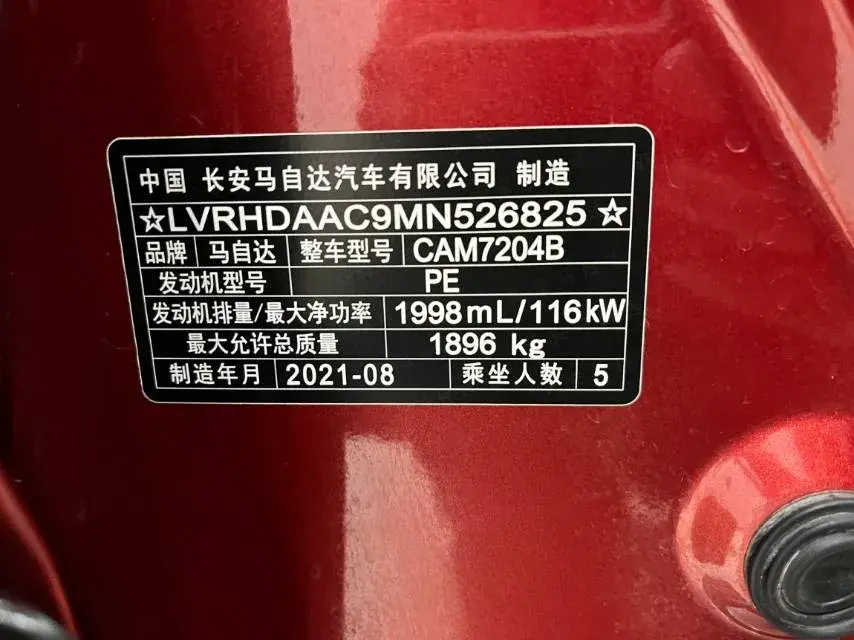 中国 长安马自达汽车有限公司 制造
☆LVRHDAAC9MN526825☆
品牌 马自达 整车型号 CAM7204B
发动机型号 PE
发动机排量/最大净功率 1998mL/116kW
最大允许总质量 1896 kg
制造年月 2021-08 乘坐人数 5